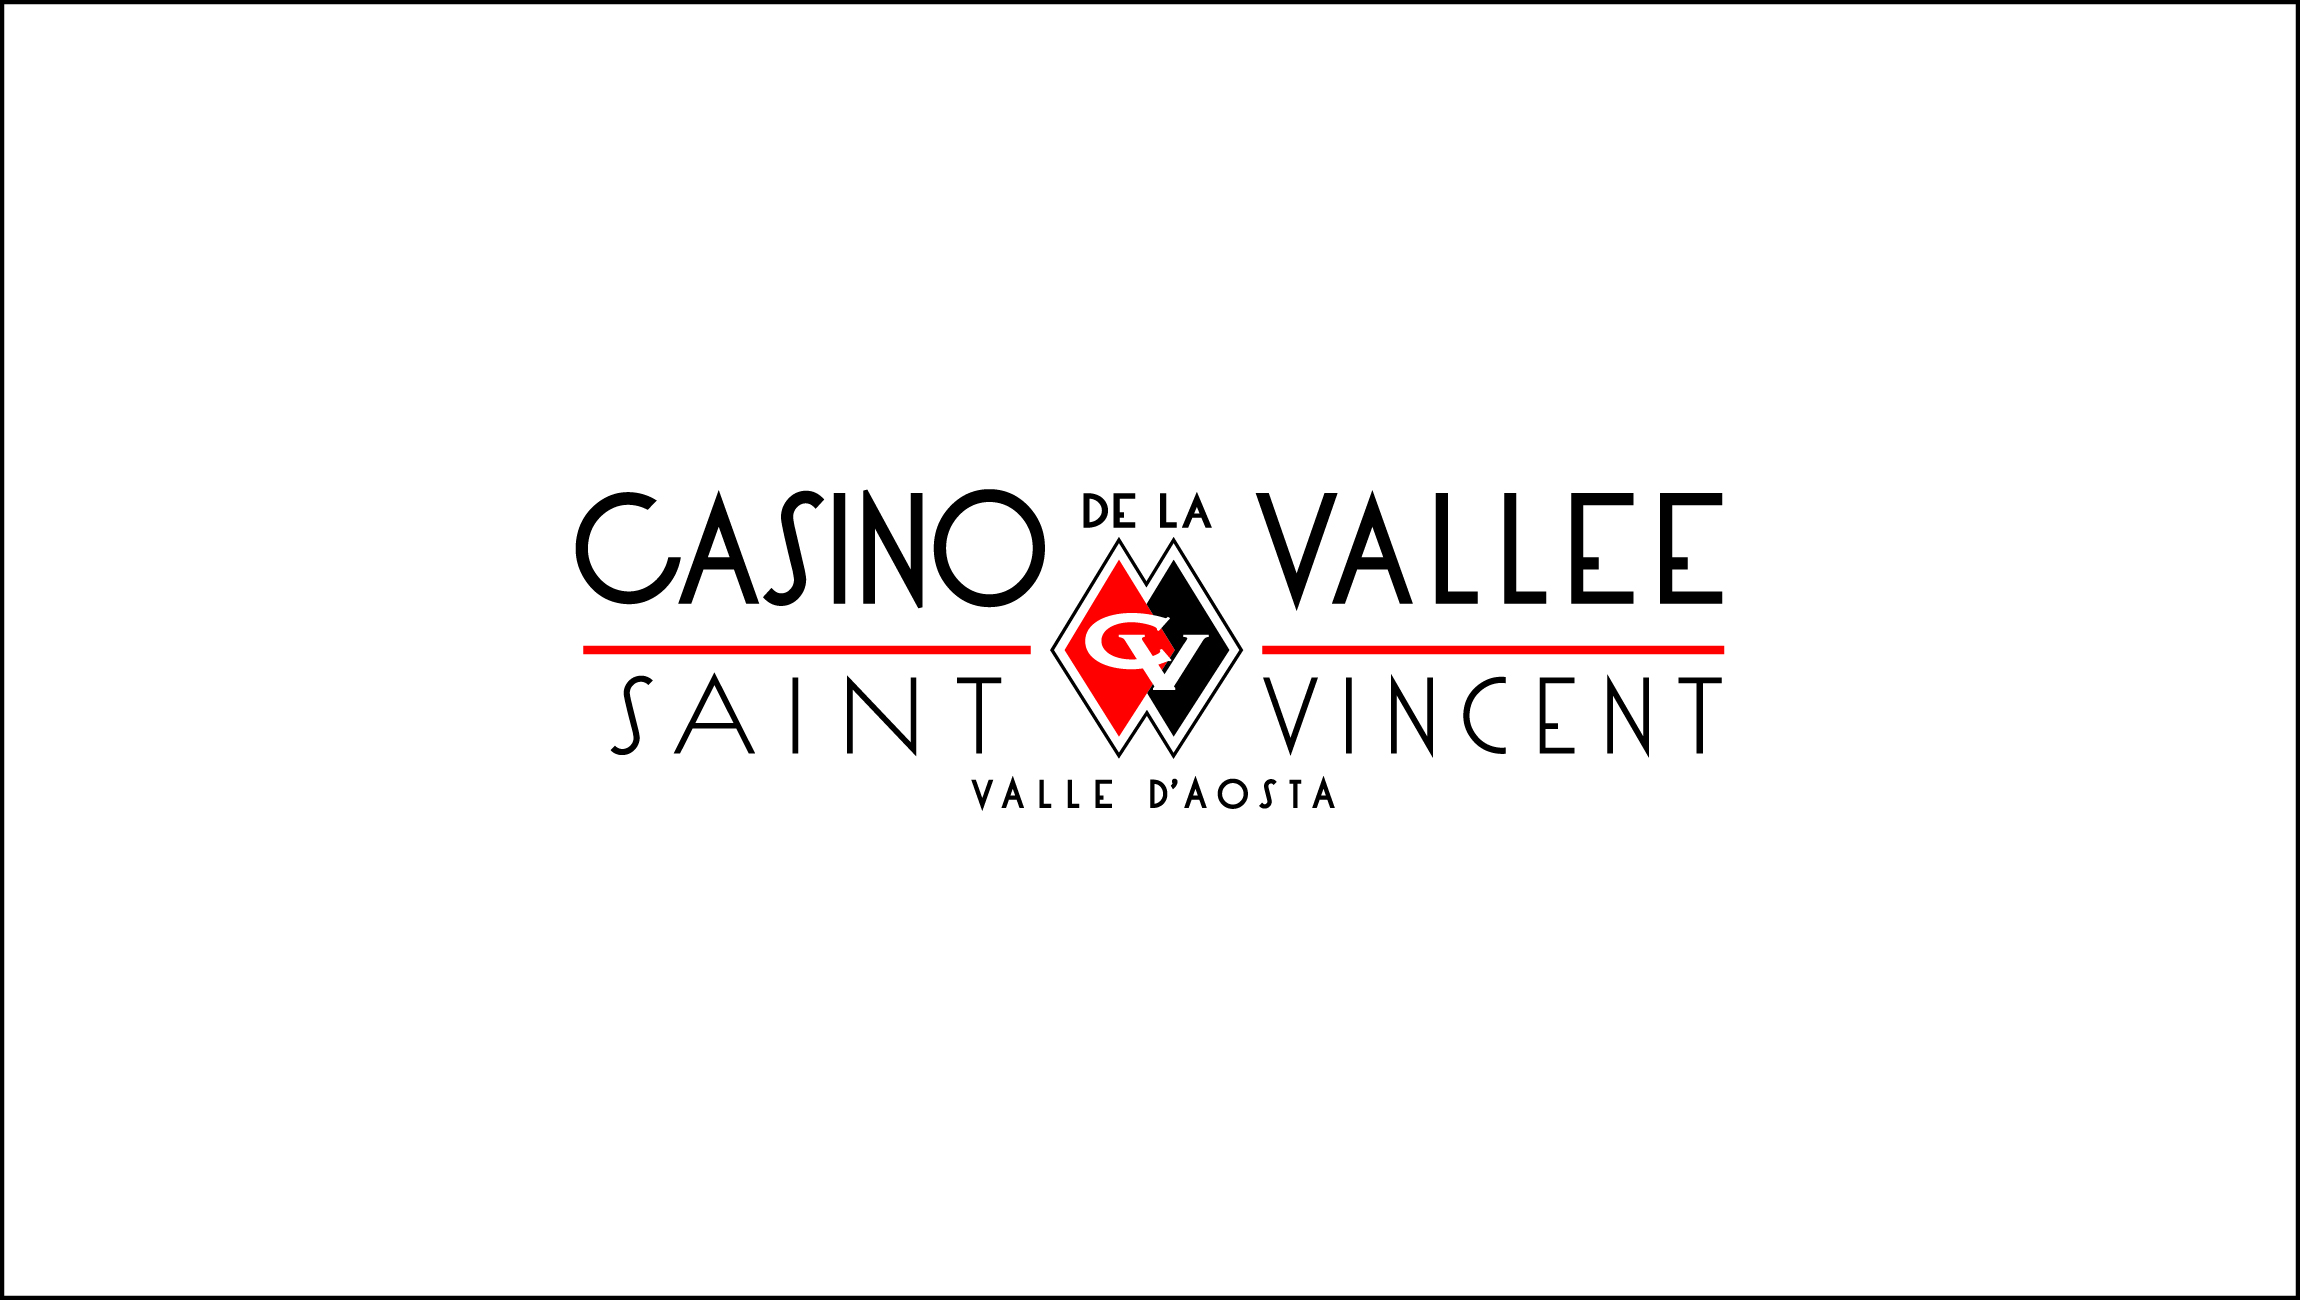 CASINO DE LA VALLEE
CV
SAINT VINCENT
VALLE D'AOSTA